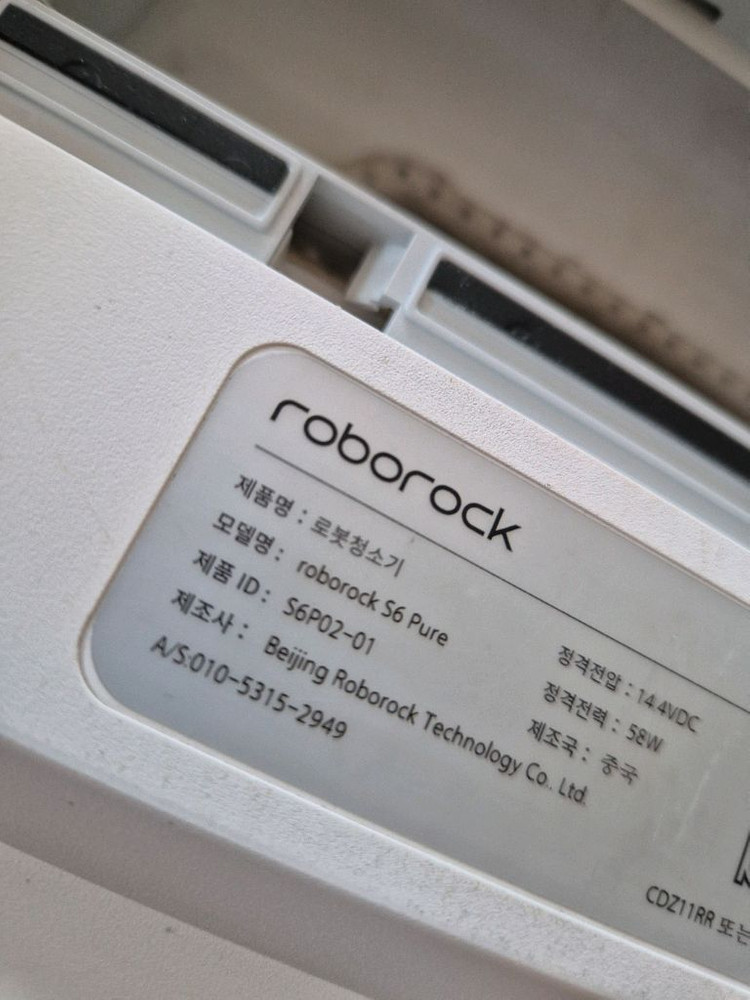 roborock
제품명 : 로봇청소기
모델명 : roborock S6 Pure
제품 ID : S6P02-01
제조사 : Beijing Roborock Technology Co., Ltd.
A/S:010-5315-2949
정격전압 : 14.4VDC
정격전력 : 58W
제조국 : 중국
CDZ11RR 또는